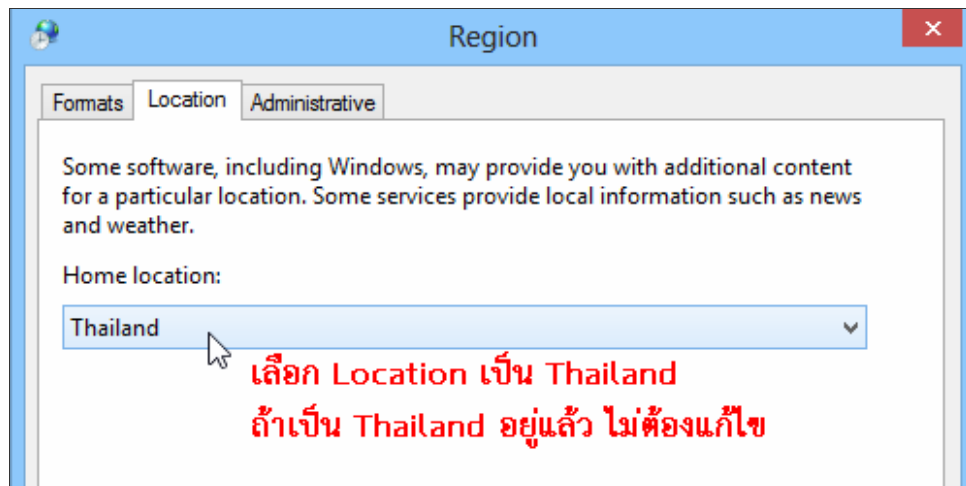 Region
Formats
Location
Administrative
Some software, including Windows, may provide you with additional content
for a particular location. Some services provide local information such as news
and weather.
Home location:
Thailand
เลือก Location เป็น Thailand
ถ้าเป็น Thailand อยู่แล้ว ไม่ต้องแก้ไข